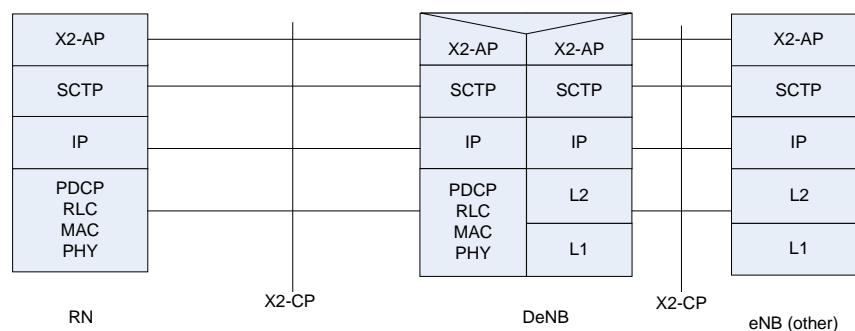 X2-AP
SCTP
IP
PDCP
RLC
MAC
PHY
RN
X2-CP
X2-AP X2-AP
SCTP SCTP
IP IP
PDCP
RLC
MAC
PHY
L2
L1
DeNB
X2-CP
X2-AP
SCTP
IP
L2
L1
eNB (other)